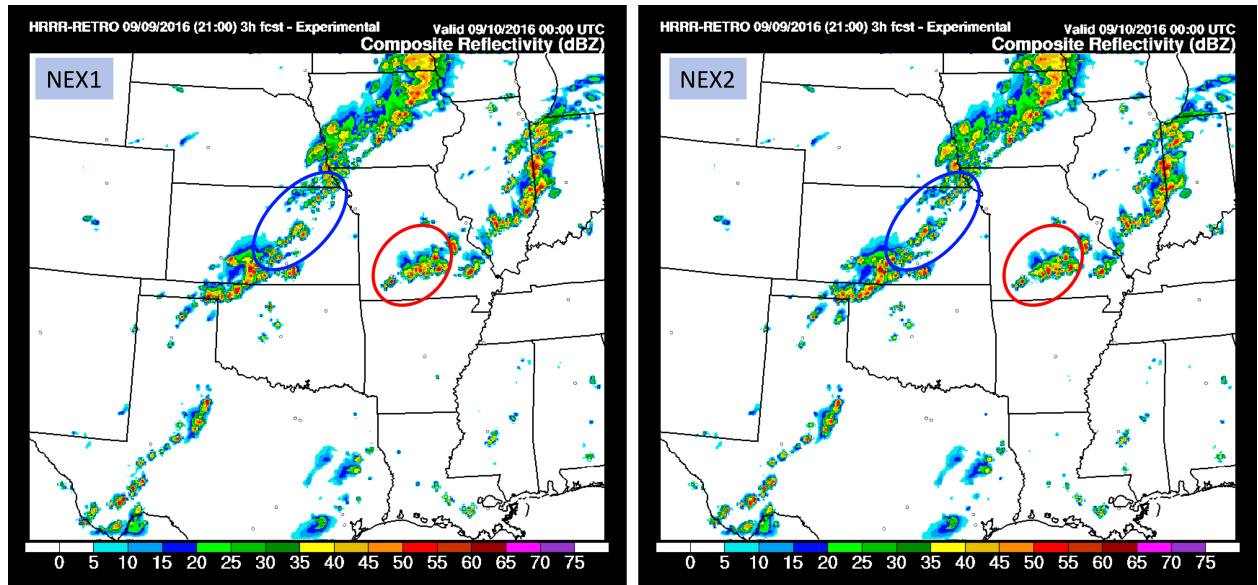 HRRR-RETRO 09/09/2016 (21:00) 3h fcst - Experimental
Valid 09/10/2016 00:00 UTC
Composite Reflectivity (dBZ)
NEX1
0 5 10 15 20 25 30 35 40 45 50 55 60 65 70 75
HRRR-RETRO 09/09/2016 (21:00) 3h fcst - Experimental
Valid 09/10/2016 00:00 UTC
Composite Reflectivity (dBZ)
NEX2
0 5 10 15 20 25 30 35 40 45 50 55 60 65 70 75